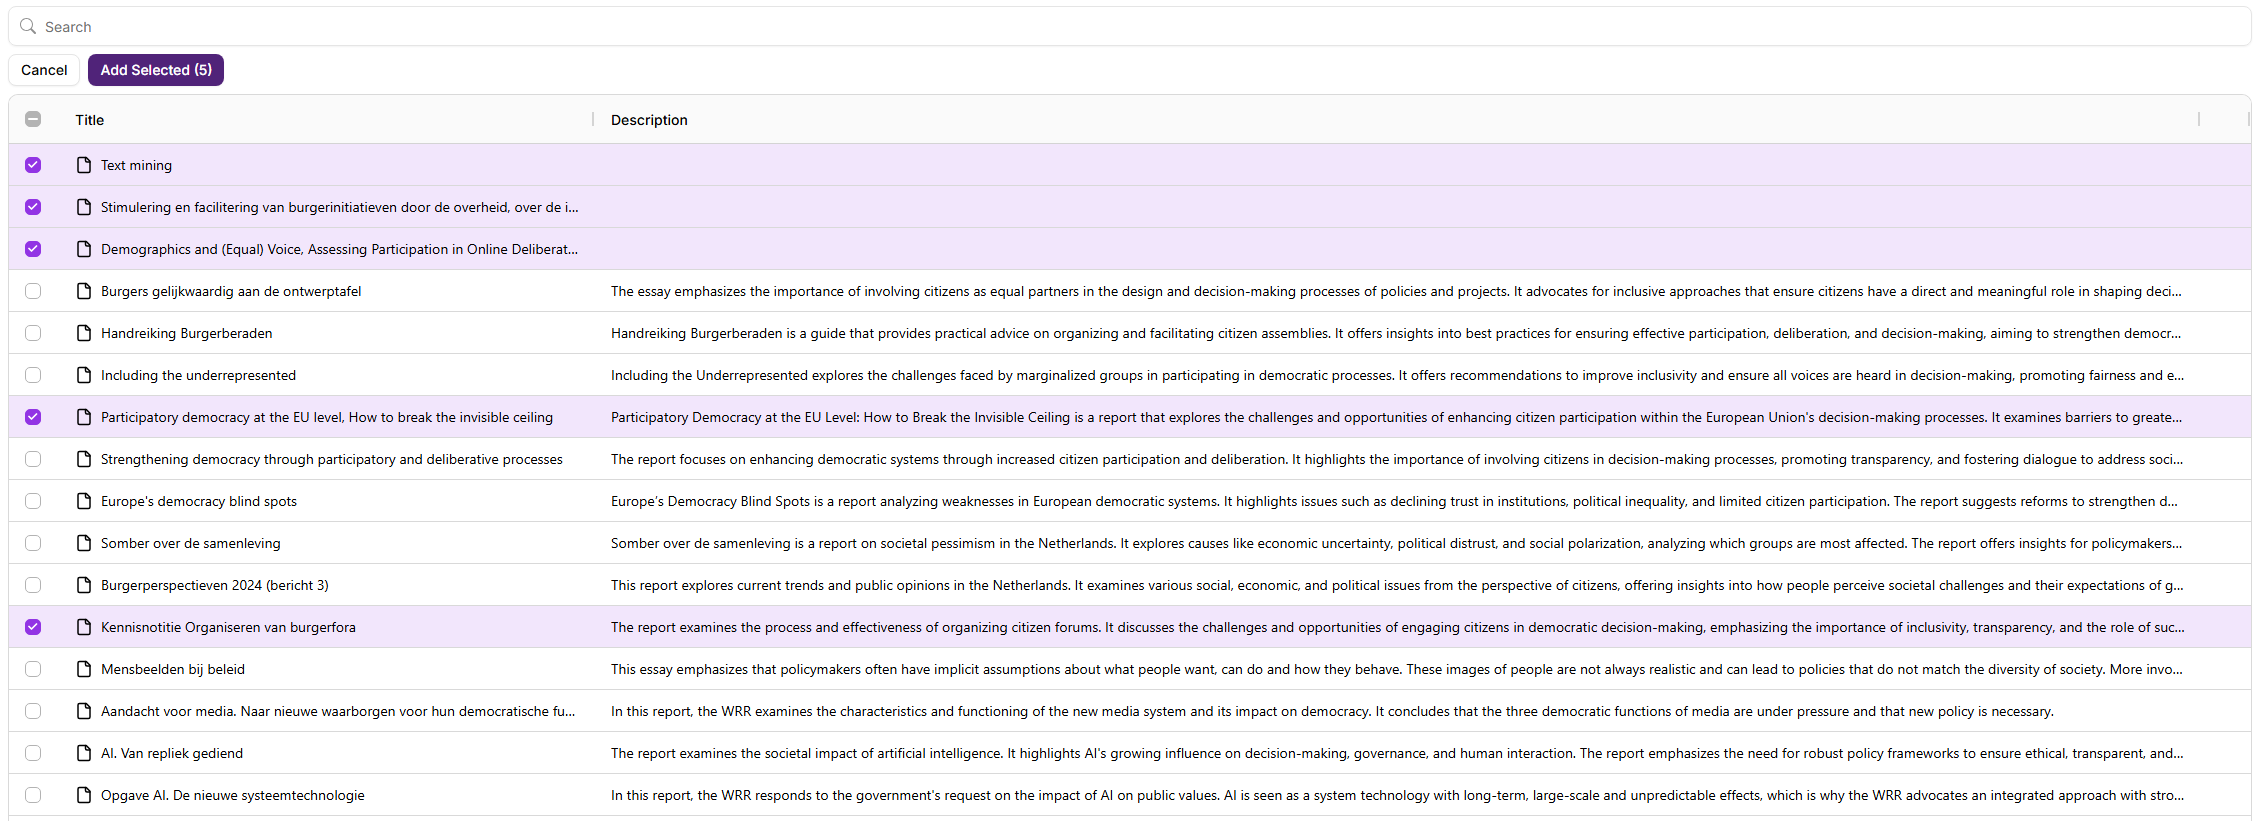 Search
Cancel Add Selected (5)
Title Description
Text mining
Stimulering en facilitering van burgerinitiatieven door de overheid, over de i...
Demographics and (Equal) Voice, Assessing Participation in Online Deliberat...
Burgers gelijkwaardig aan de ontwerptafel The essay emphasizes the importance of involving citizens as equal partners in the design and decision-making processes of policies and projects. It advocates for inclusive approaches that ensure citizens have a direct and meaningful role in shaping deci...
Handreiking Burgerberaden Handreiking Burgerberaden is a guide that provides practical advice on organizing and facilitating citizen assemblies. It offers insights into best practices for ensuring effective participation, deliberation, and decision-making, aiming to strengthen democr...
Including the underrepresented Including the Underrepresented explores the challenges faced by marginalized groups in participating in democratic processes. It offers recommendations to improve inclusivity and ensure all voices are heard in decision-making, promoting fairness and e...
Participatory democracy at the EU level, How to break the invisible ceiling Participatory Democracy at the EU Level: How to Break the Invisible Ceiling is a report that explores the challenges and opportunities of enhancing citizen participation within the European Union's decision-making processes. It examines barriers to greate...
Strengthening democracy through participatory and deliberative processes The report focuses on enhancing democratic systems through increased citizen participation and deliberation. It highlights the importance of involving citizens in decision-making processes, promoting transparency, and fostering dialogue to address soci...
Europe's democracy blind spots Europe's Democracy Blind Spots is a report analyzing weaknesses in European democratic systems. It highlights issues such as declining trust in institutions, political inequality, and limited citizen participation. The report suggests reforms to strengthen d...
Somber over de samenleving Somber over de samenleving is a report on societal pessimism in the Netherlands. It explores causes like economic uncertainty, political distrust, and social polarization, analyzing which groups are most affected. The report offers insights for policymakers...
Burgerperspectieven 2024 (bericht 3) This report explores current trends and public opinions in the Netherlands. It examines various social, economic, and political issues from the perspective of citizens, offering insights into how people perceive societal challenges and their expectations of g...
Kennisnotitie Organiseren van burgerfora The report examines the process and effectiveness of organizing citizen forums. It discusses the challenges and opportunities of engaging citizens in democratic decision-making, emphasizing the importance of inclusivity, transparency, and the role of suc...
Mensbeelden bij beleid This essay emphasizes that policymakers often have implicit assumptions about what people want, can do and how they behave. These images of people are not always realistic and can lead to policies that do not match the diversity of society. More invo...
Aandacht voor media. Naar nieuwe waarborgen voor hun democratische fu... In this report, the WRR examines the characteristics and functioning of the new media system and its impact on democracy. It concludes that the three democratic functions of media are under pressure and that new policy is necessary.
AI. Van repliek gediend The report examines the societal impact of artificial intelligence. It highlights AI's growing influence on decision-making, governance, and human interaction. The report emphasizes the need for robust policy frameworks to ensure ethical, transparent, and...
Opgave AI. De nieuwe systeemtechnologie In this report, the WRR responds to the government's request on the impact of AI on public values. AI is seen as a system technology with long-term, large-scale and unpredictable effects, which is why the WRR advocates an integrated approach with stro...